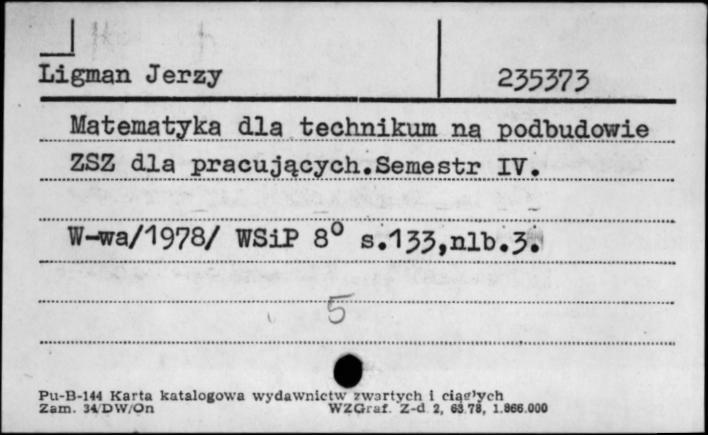 Ligman Jerzy
235373
Matematyka dla technikum na podbudowie
ZSZ dla pracujących.Semestr IV.
W-wa/1978/ WSiP 8° s.133,nlb.3.
5
Pu-B-144 Karta katalogowa wydawnictw zwartych i ciągłych
Zam. 34/DW/On WZGraf. Z-d 2, 63.78, 1.866.000